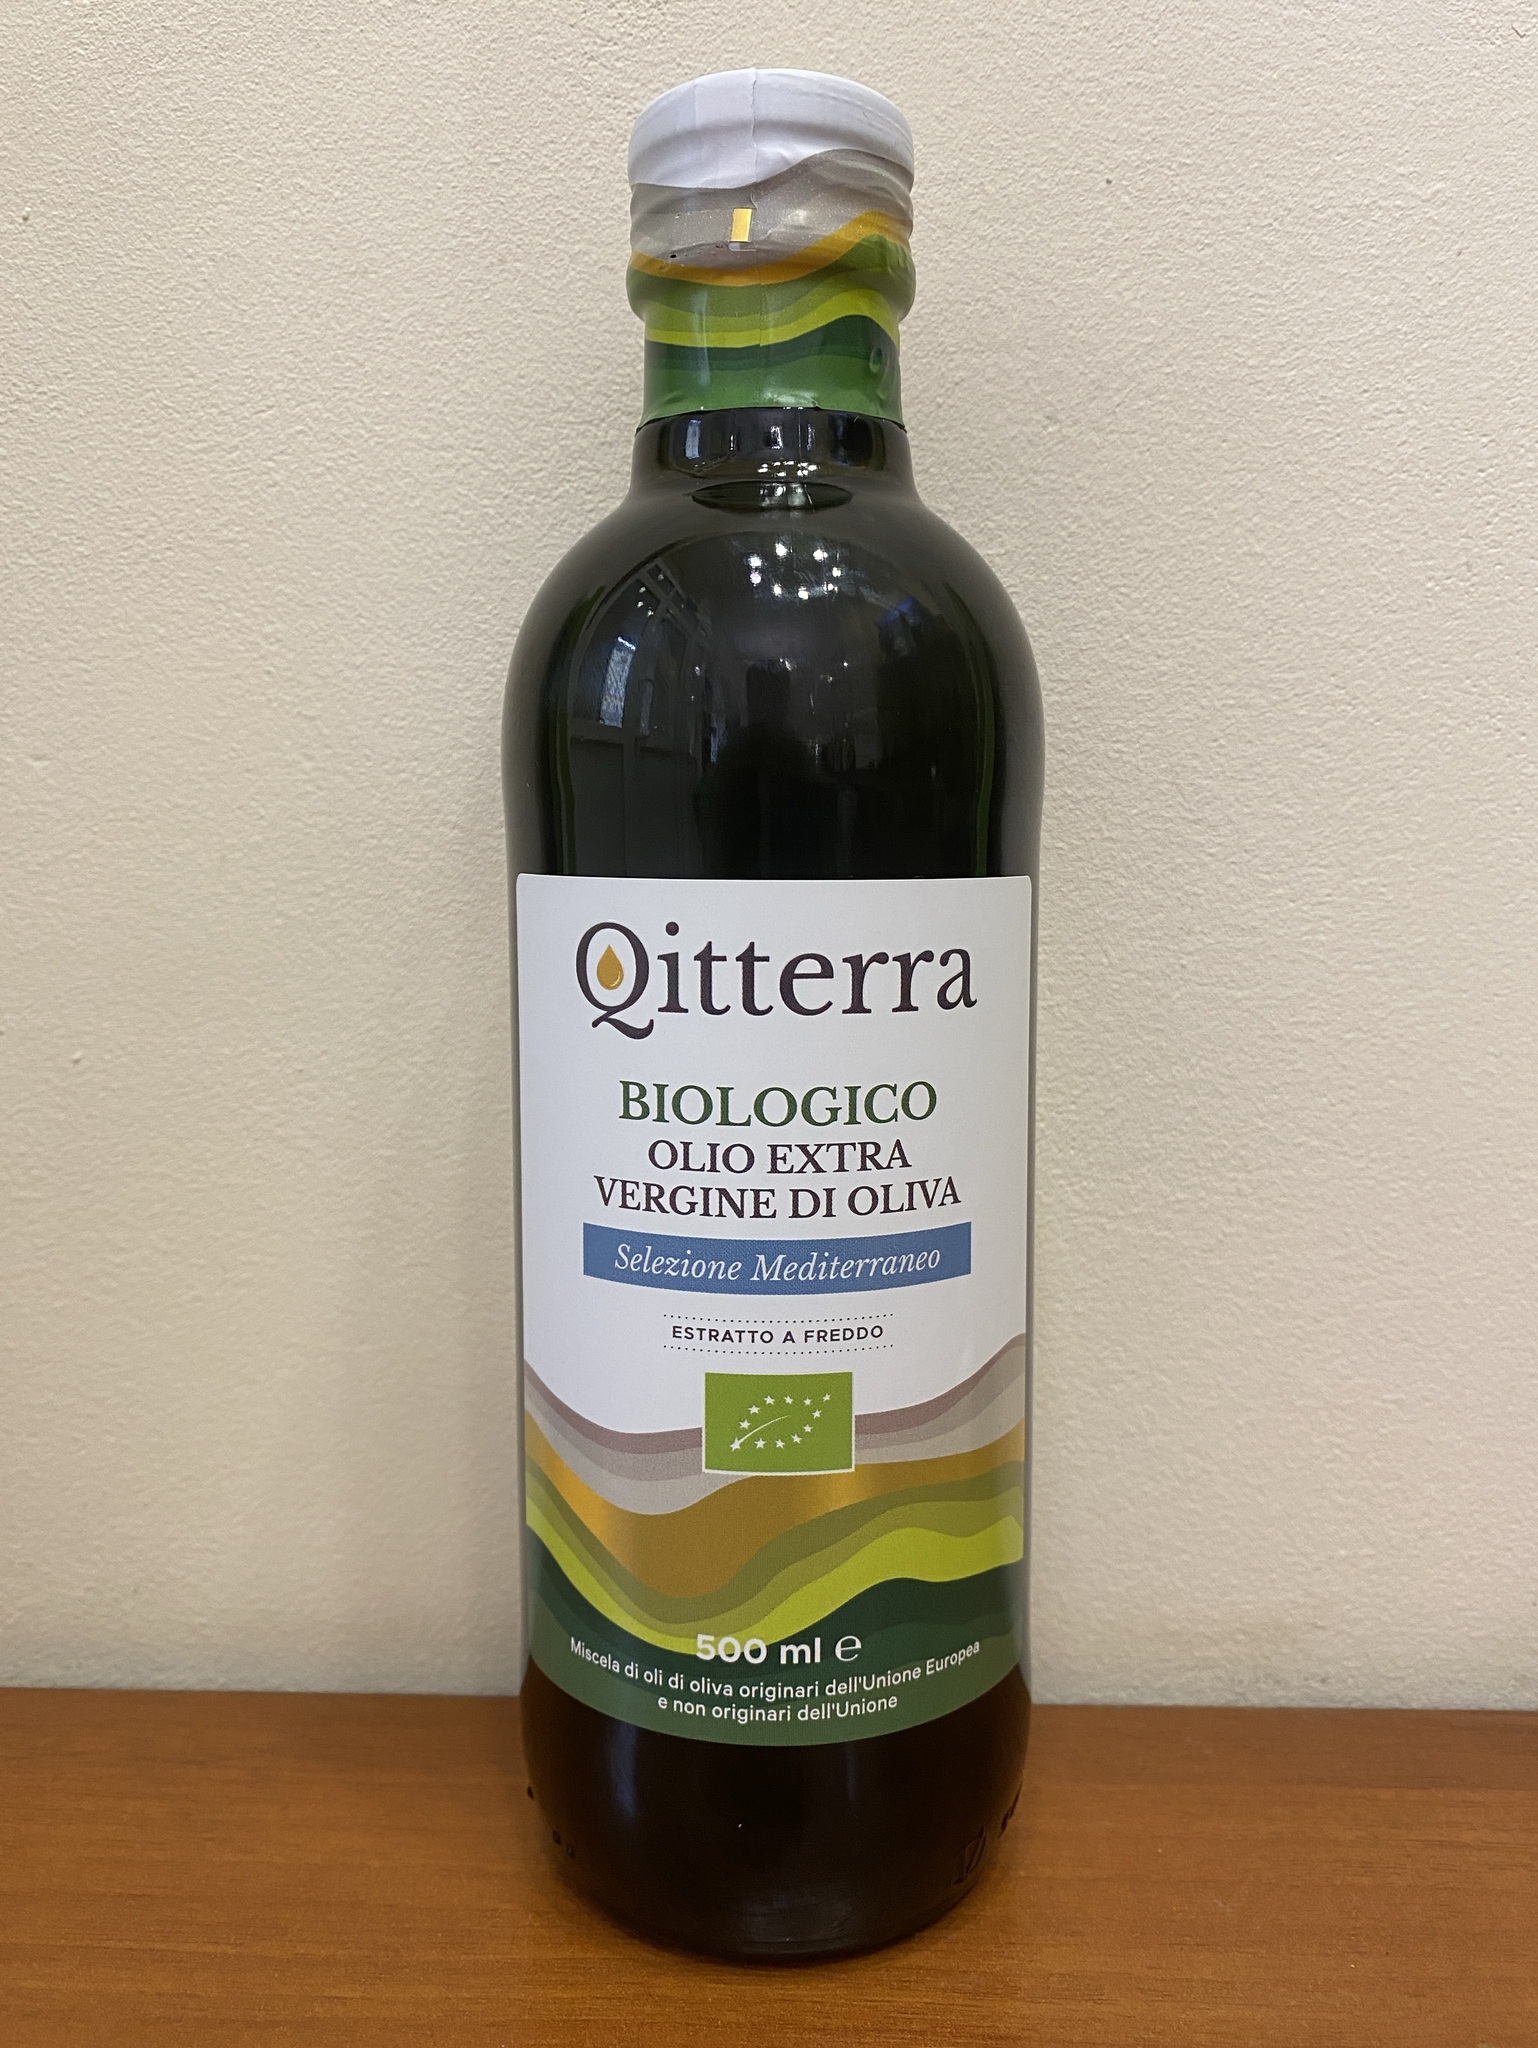 Qitterra
BIOLOGICO
OLIO EXTRA
VERGINE DI OLIVA
Selezione Mediterraneo
ESTRATTO A FREDDO
500 ml ℮
Miscela di oli di oliva originari dell'Unione Europea
e non originari dell'Unione